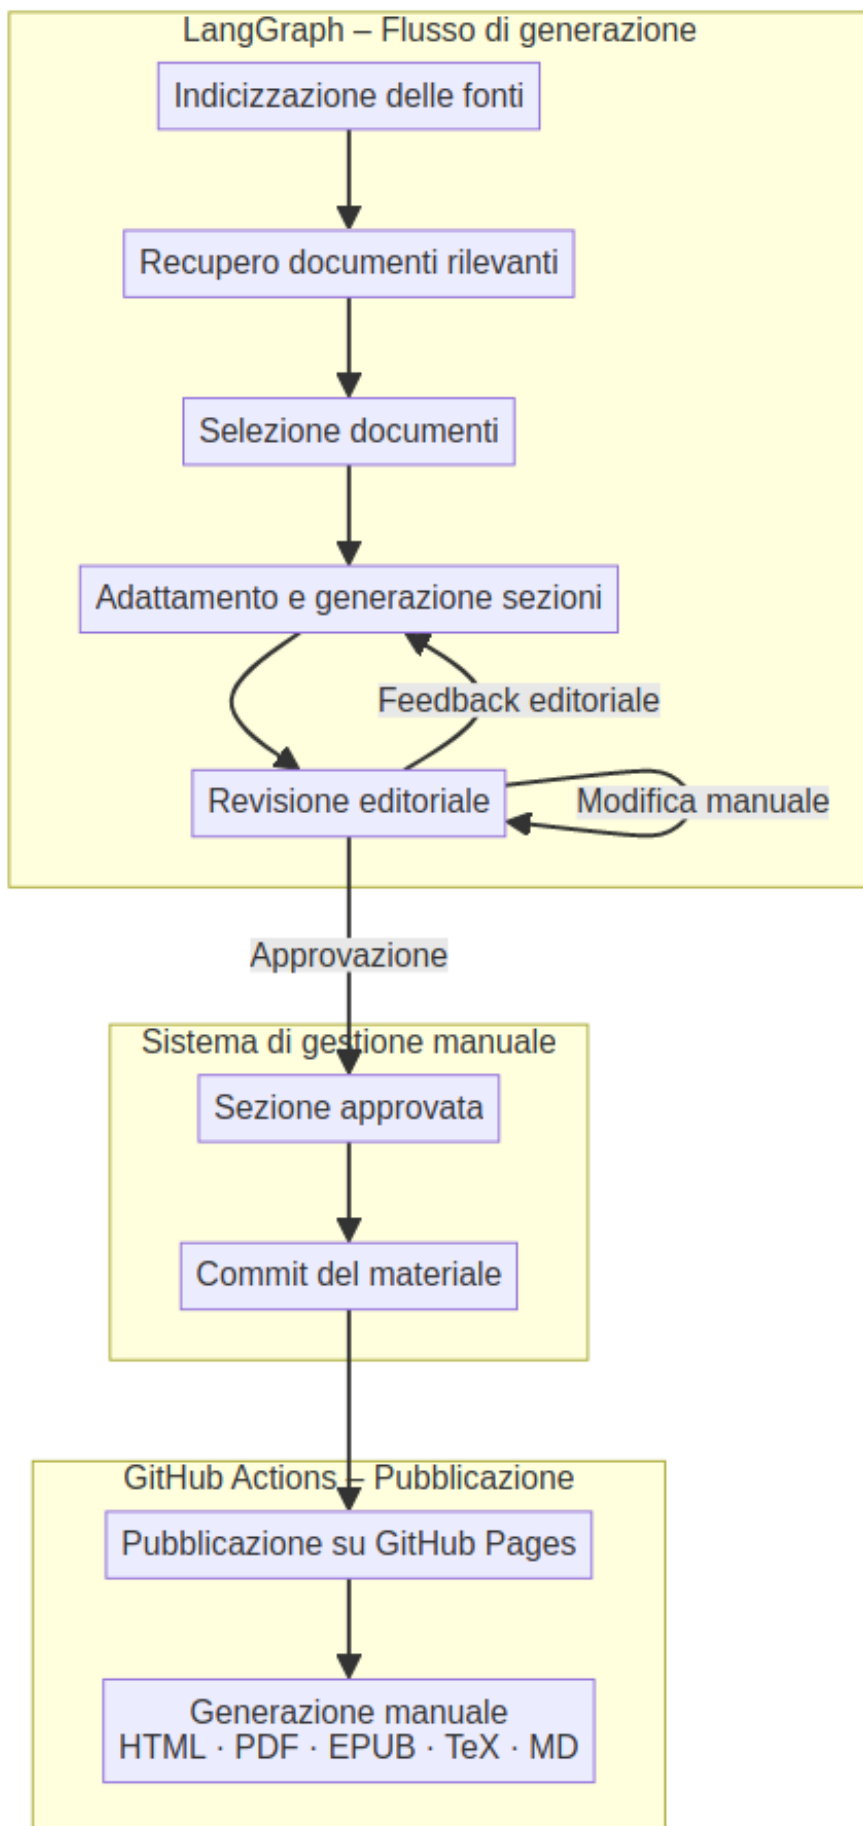 LangGraph – Flusso di generazione
Indicizzazione delle fonti
Recupero documenti rilevanti
Selezione documenti
Adattamento e generazione sezioni
Feedback editoriale
Revisione editoriale
Modifica manuale
Approvazione
Sistema di gestione manuale
Sezione approvata
Commit del materiale
GitHub Actions – Pubblicazione
Pubblicazione su GitHub Pages
Generazione manuale
HTML · PDF · EPUB · TeX · MD